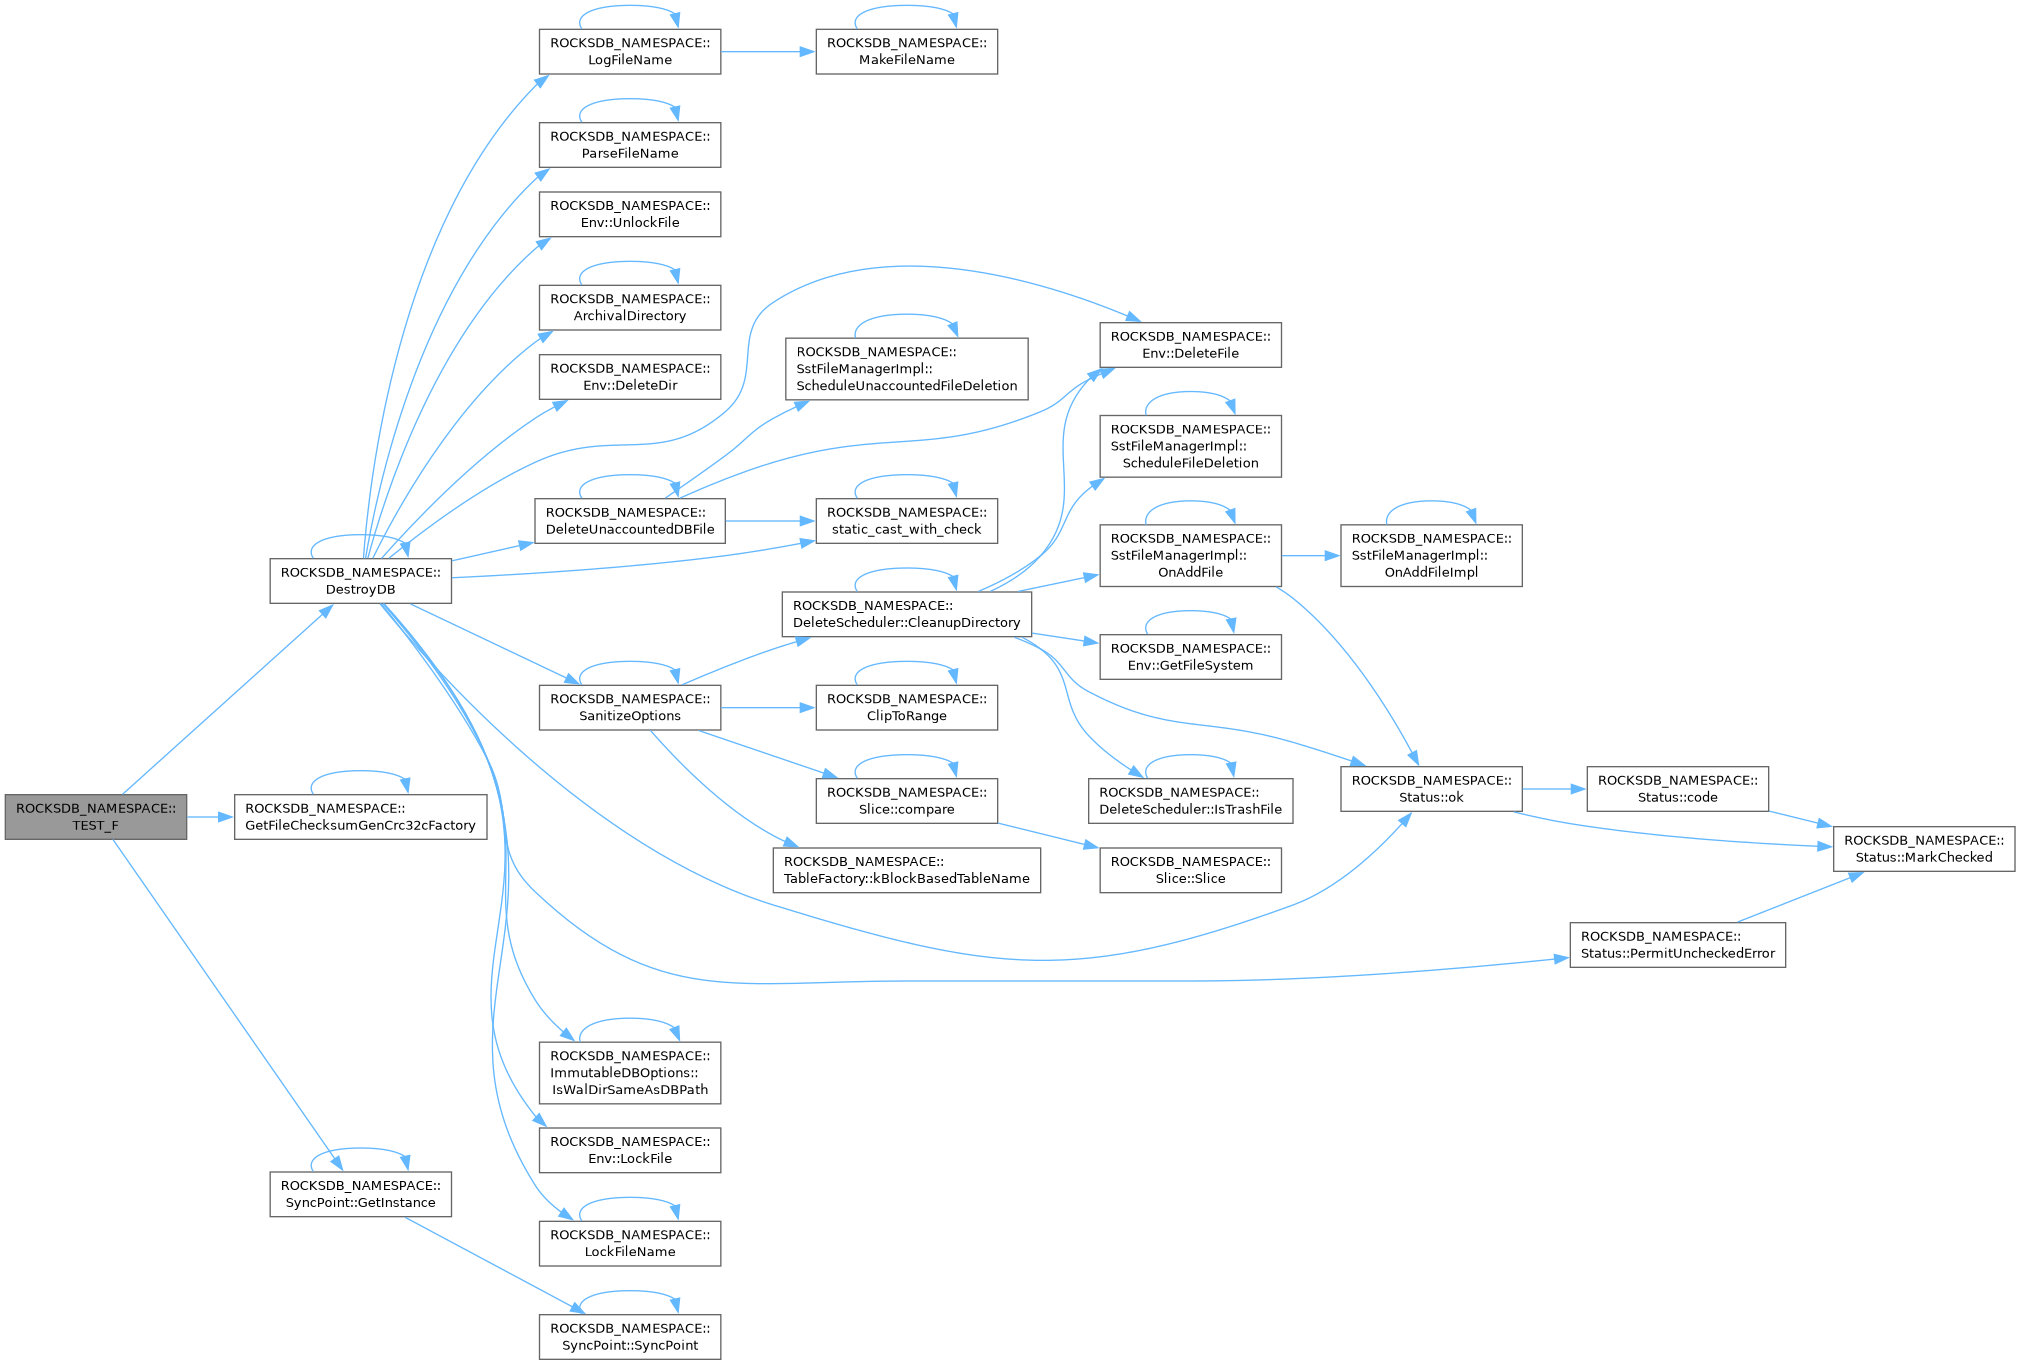 ROCKSDB_NAMESPACE::
LogFileName
ROCKSDB_NAMESPACE::
MakeFileName
ROCKSDB_NAMESPACE::
ParseFileName
ROCKSDB_NAMESPACE::
Env::UnlockFile
ROCKSDB_NAMESPACE::
ArchivalDirectory
ROCKSDB_NAMESPACE::
Env::DeleteDir
ROCKSDB_NAMESPACE::
SstFileManagerImpl::
ScheduleUnaccountedFileDeletion
ROCKSDB_NAMESPACE::
Env::DeleteFile
ROCKSDB_NAMESPACE::
SstFileManagerImpl::
ScheduleFileDeletion
ROCKSDB_NAMESPACE::
DeleteUnaccountedDBFile
ROCKSDB_NAMESPACE::
static_cast_with_check
ROCKSDB_NAMESPACE::
SstFileManagerImpl::
OnAddFile
ROCKSDB_NAMESPACE::
SstFileManagerImpl::
OnAddFileImpl
ROCKSDB_NAMESPACE::
DestroyDB
ROCKSDB_NAMESPACE::
DeleteScheduler::CleanupDirectory
ROCKSDB_NAMESPACE::
Env::GetFileSystem
ROCKSDB_NAMESPACE::
SanitizeOptions
ROCKSDB_NAMESPACE::
ClipToRange
ROCKSDB_NAMESPACE::
TEST_F
ROCKSDB_NAMESPACE::
GetFileChecksumGenCrc32cFactory
ROCKSDB_NAMESPACE::
Slice::compare
ROCKSDB_NAMESPACE::
DeleteScheduler::IsTrashFile
ROCKSDB_NAMESPACE::
Status::ok
ROCKSDB_NAMESPACE::
Status::code
ROCKSDB_NAMESPACE::
Status::MarkChecked
ROCKSDB_NAMESPACE::
TableFactory::kBlockBasedTableName
ROCKSDB_NAMESPACE::
Slice::Slice
ROCKSDB_NAMESPACE::
Status::PermitUncheckedError
ROCKSDB_NAMESPACE::
ImmutableDBOptions::
IsWalDirSameAsDBPath
ROCKSDB_NAMESPACE::
Env::LockFile
ROCKSDB_NAMESPACE::
SyncPoint::GetInstance
ROCKSDB_NAMESPACE::
LockFileName
ROCKSDB_NAMESPACE::
SyncPoint::SyncPoint